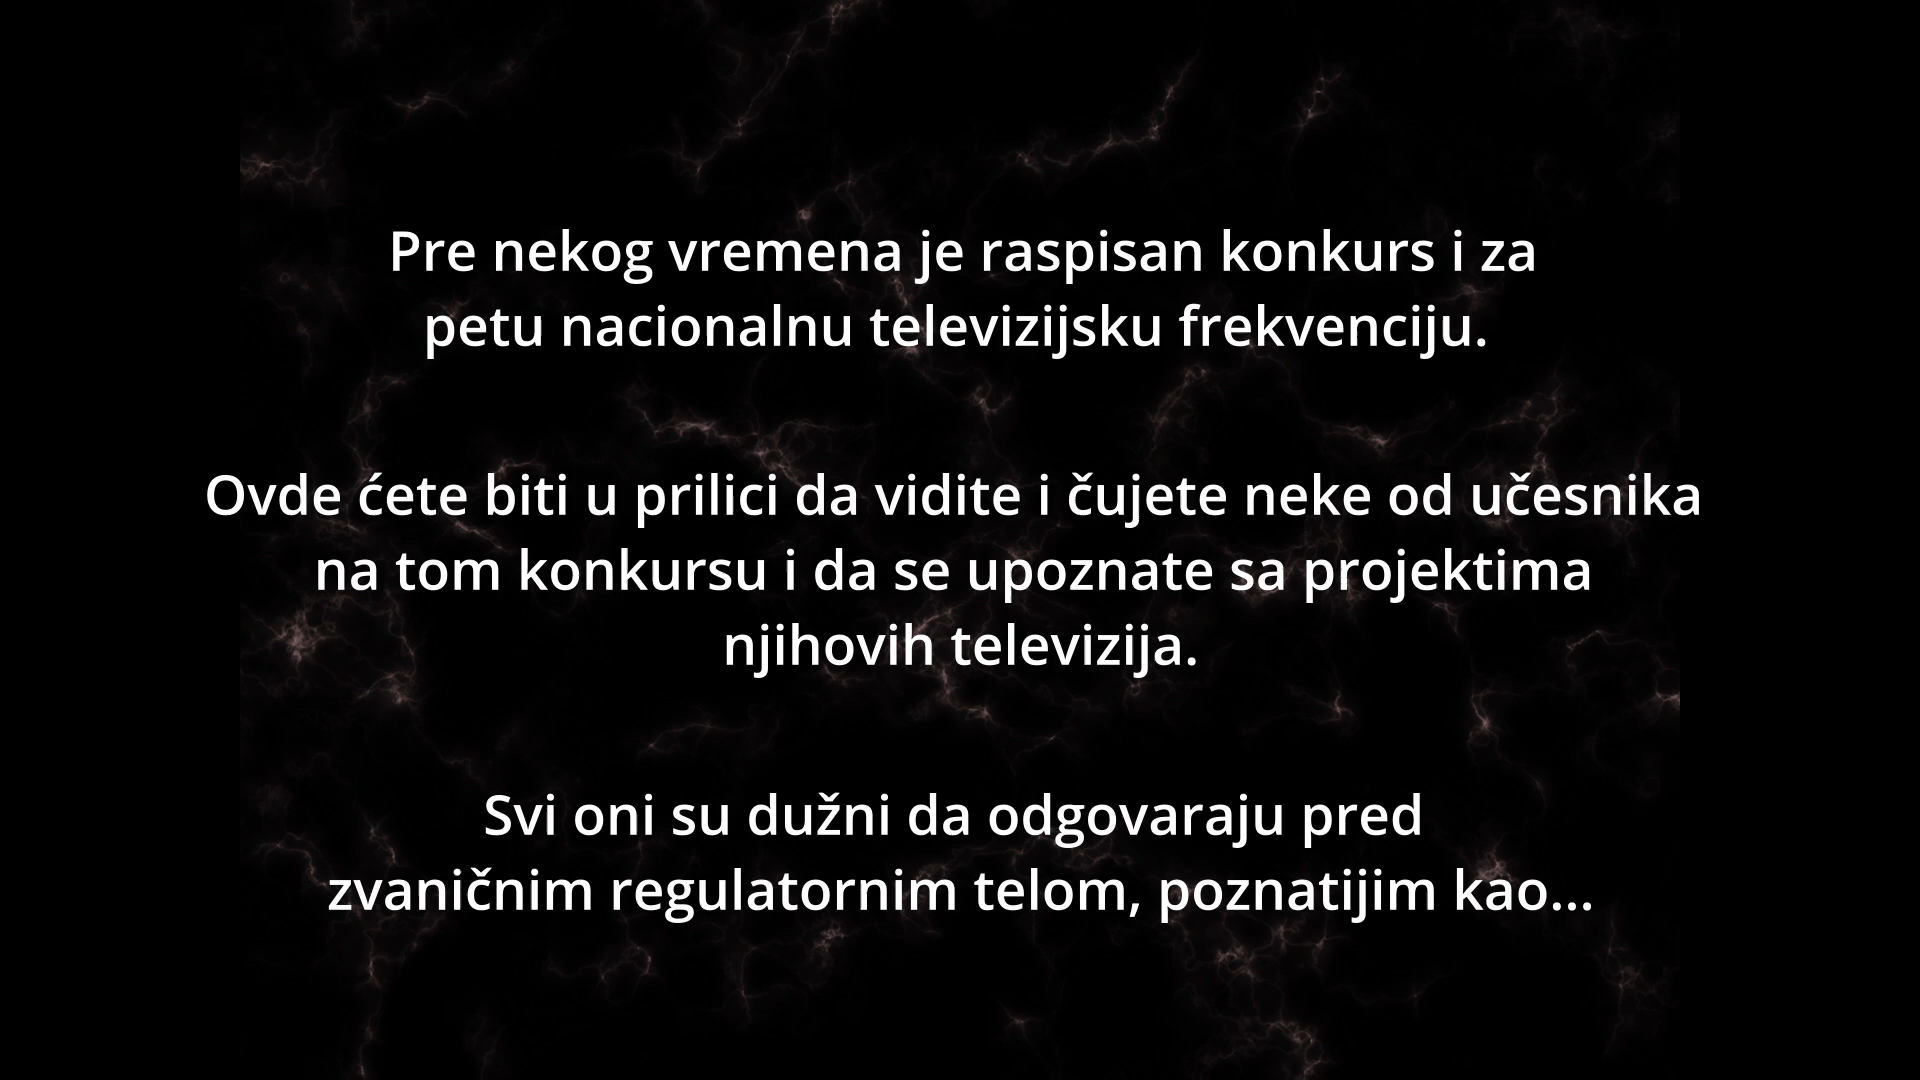 Pre nekog vremena je raspisan konkurs i za
petu nacionalnu televizijsku frekvenciju.
Ovde ćete biti u prilici da vidite i čujete neke od učesnika
na tom konkursu i da se upoznate sa projektima
njihovih televizija.
Svi oni su dužni da odgovaraju pred
zvaničnim regulatornim telom, poznatijim kao...